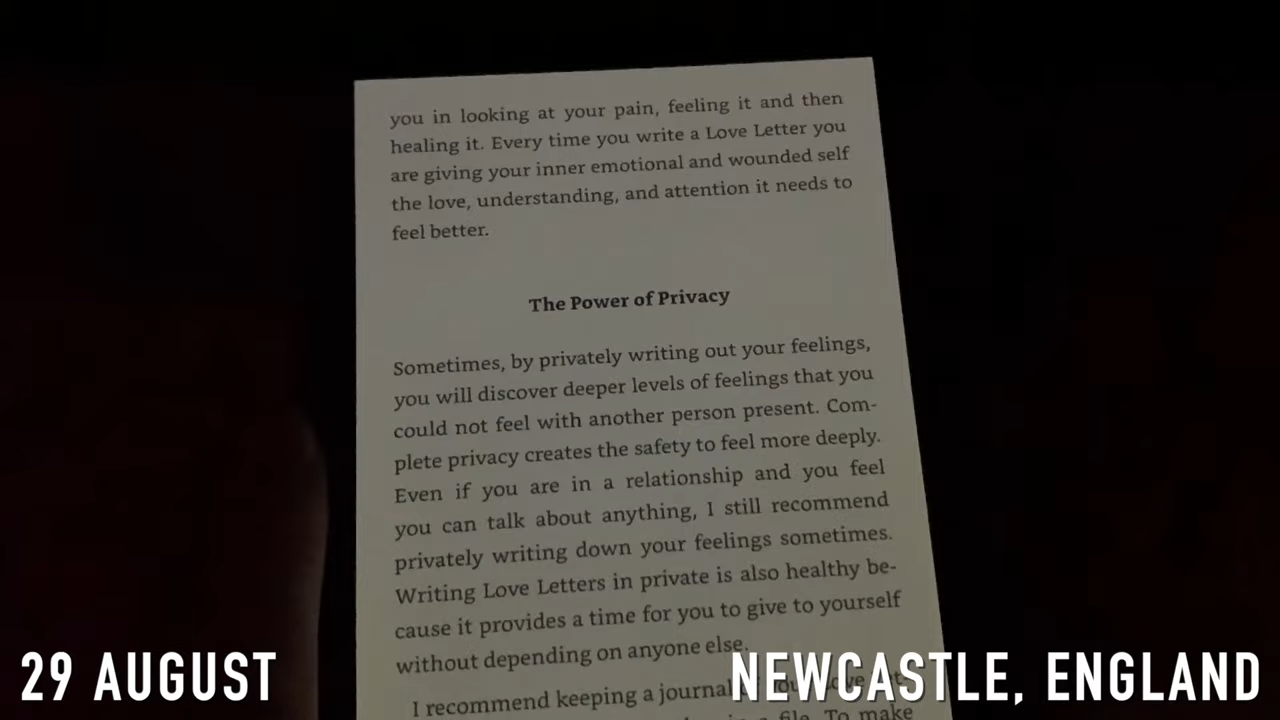 you in looking at your pain, feeling it and then
healing it. Every time you write a Love Letter you
are giving your inner emotional and wounded self
the love, understanding, and attention it needs to
feel better.
The Power of Privacy
Sometimes, by privately writing out your feelings,
you will discover deeper levels of feelings that you
could not feel with another person present. Com-
plete privacy creates the safety to feel more deeply.
Even if you are in a relationship and you feel
you can talk about anything, I still recommend
privately writing down your feelings sometimes.
Writing Love Letters in private is also healthy be-
cause it provides a time for you to give to yourself
without depending on anyone else.
I recommend keeping a journal
file. To make
29 AUGUST
NEWCASTLE, ENGLAND